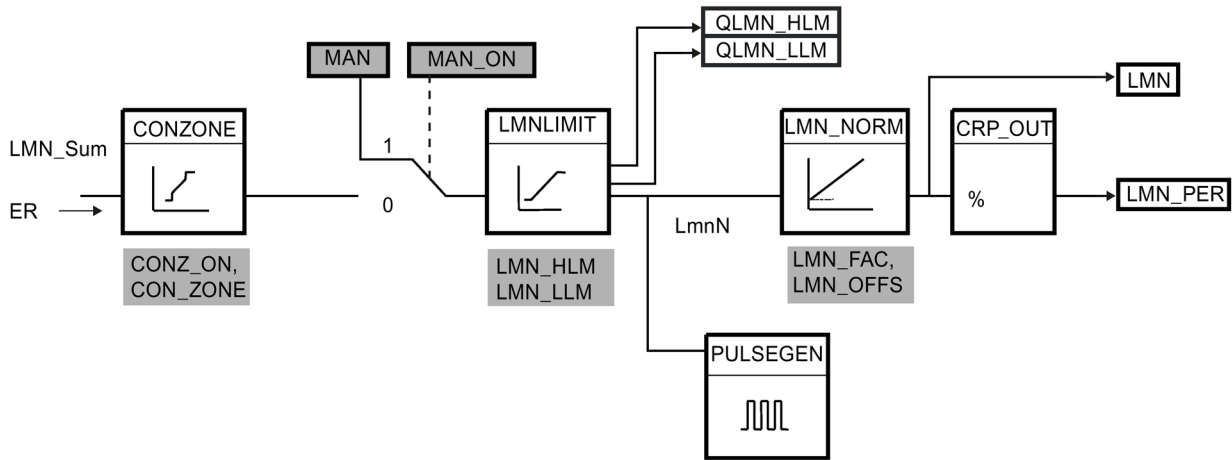 QLMN_HLM
QLMN_LLM
MAN
MAN_ON
LMN
CONZONE
LMNLIMIT
LMN_NORM
CRP_OUT
LMN_Sum
1
ER
0
LmnN
%
LMN_PER
CONZ_ON,
CON_ZONE
LMN_HLM
LMN_LLM
LMN_FAC,
LMN_OFFS
PULSEGEN